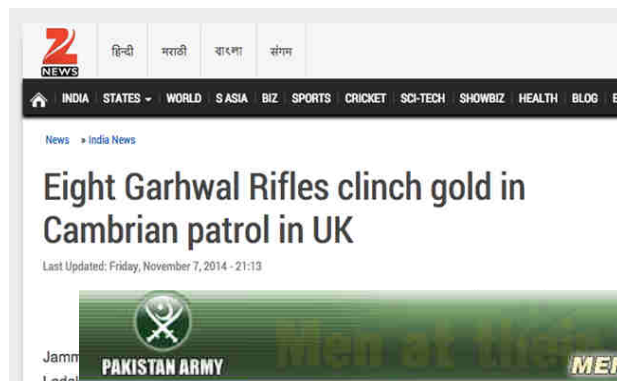 Z
NEWS
हिन्दी मराठी বাংলা संगम
INDIA STATES WORLD S ASIA BIZ SPORTS CRICKET SCI-TECH SHOWBIZ HEALTH BLOG
News » India News
Eight Garhwal Rifles clinch gold in
Cambrian patrol in UK
Last Updated: Friday, November 7, 2014 - 21:13
Men at their
PAKISTAN ARMY